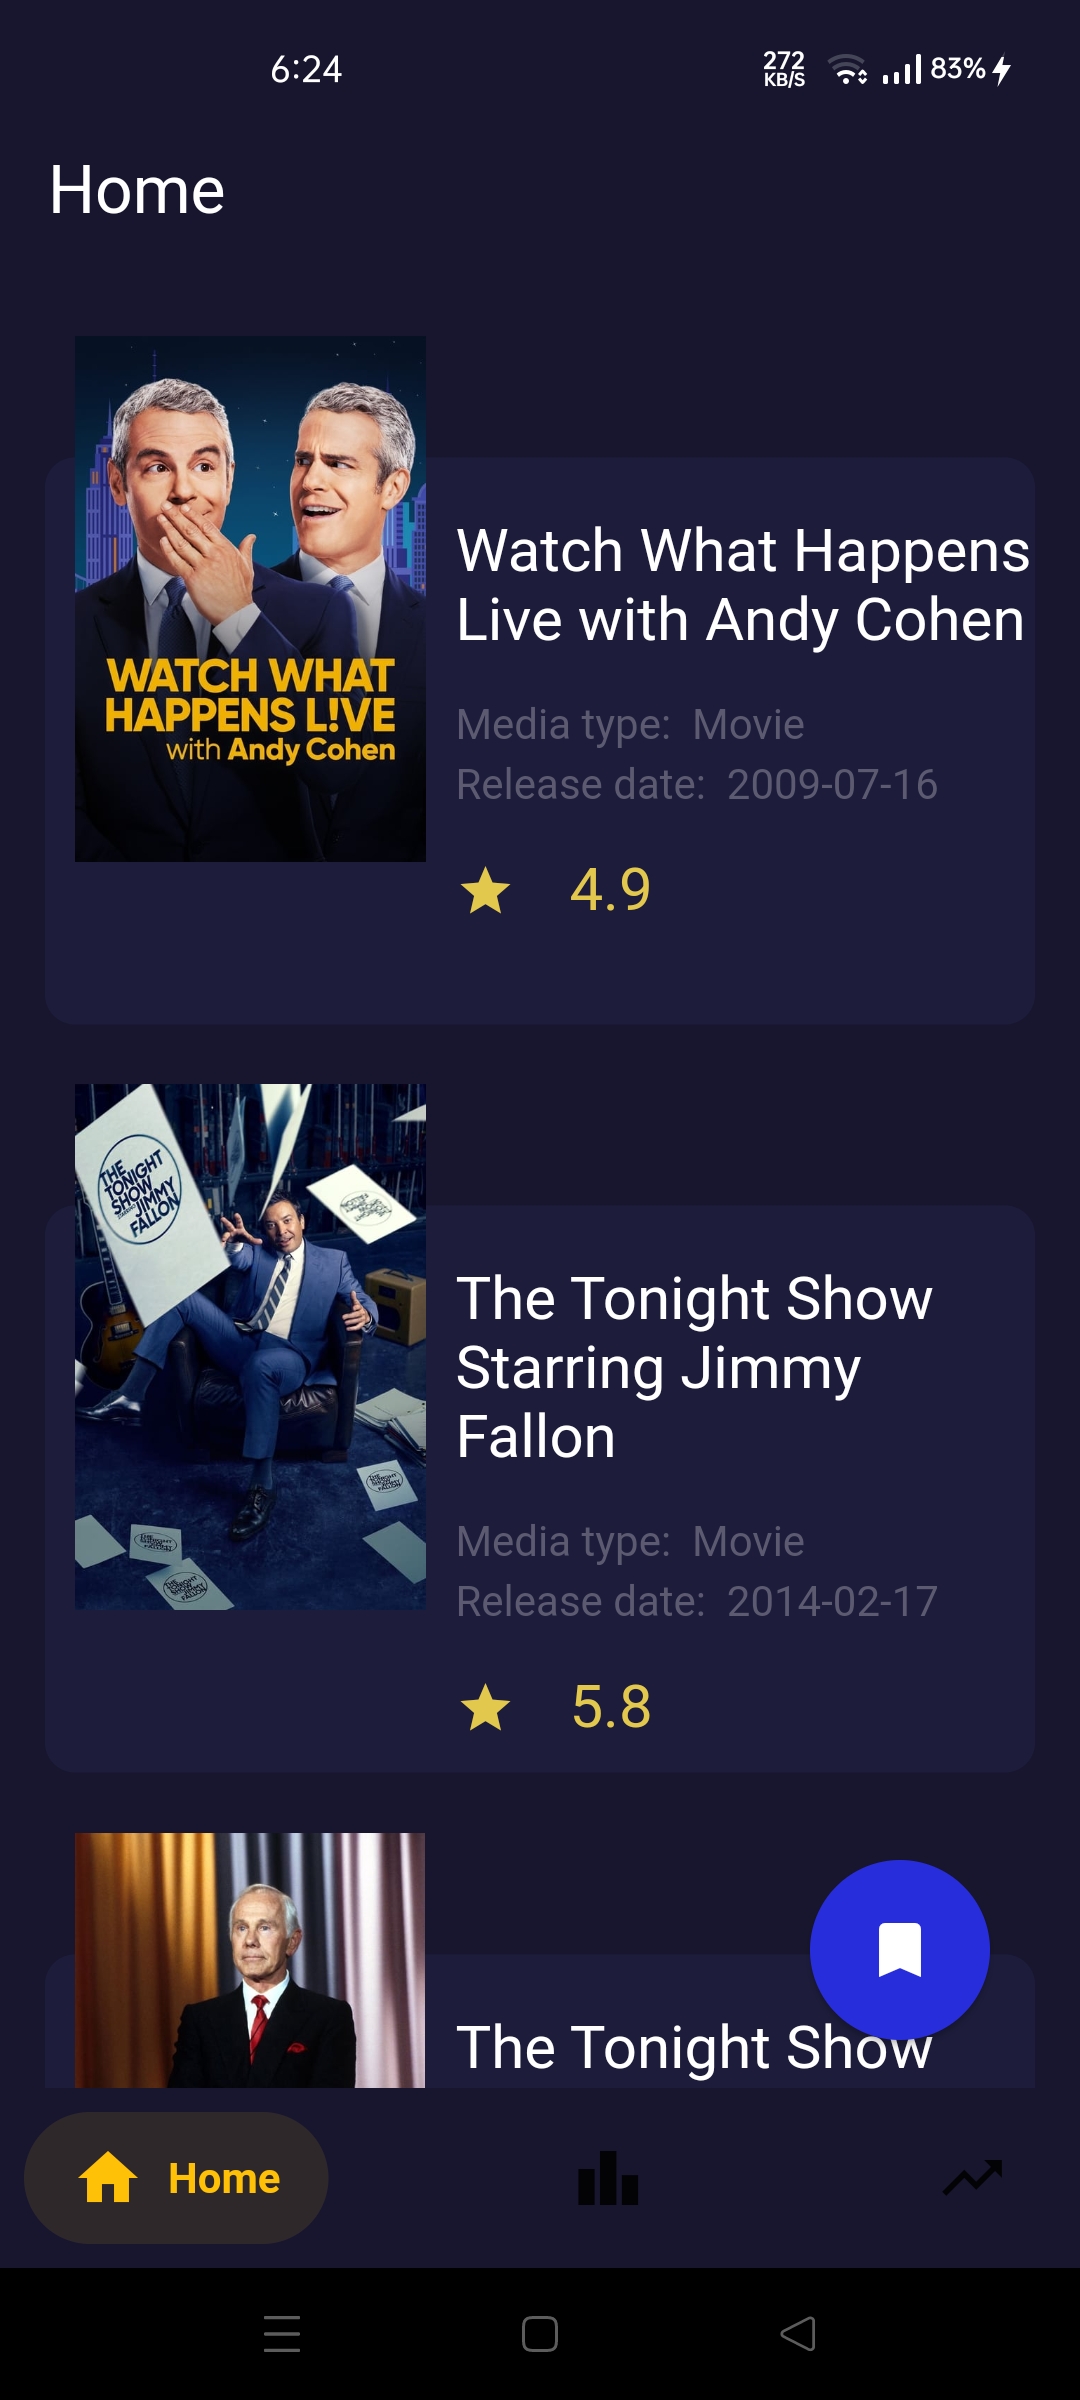 6:24
272
KB/S
83%
Home
WATCH WHAT
HAPPENS L!VE
with Andy Cohen
Watch What Happens
Live with Andy Cohen
Media type: Movie
Release date: 2009-07-16
4.9
THE
TONIGHT
SHOW
STARRING JIMMY
FALLON
The Tonight Show
Starring Jimmy
Fallon
Media type: Movie
Release date: 2014-02-17
5.8
The Tonight Show
Home